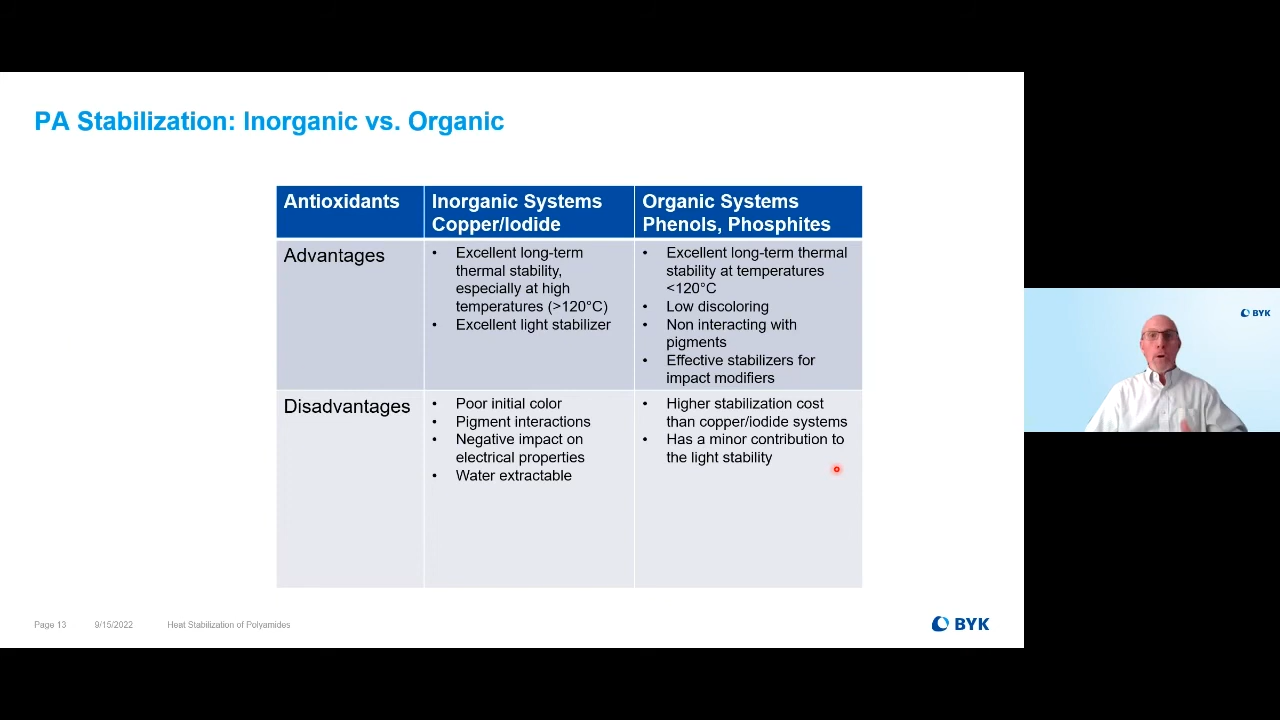 PA Stabilization: Inorganic vs. Organic
Antioxidants
Inorganic Systems
Copper/Iodide
Organic Systems
Phenols, Phosphites
Advantages
• Excellent long-term
thermal stability,
especially at high
temperatures (>120°C)
• Excellent light stabilizer
• Excellent long-term thermal
stability at temperatures
<120°C
• Low discoloring
• Non interacting with
pigments
• Effective stabilizers for
impact modifiers
Disadvantages
• Poor initial color
• Pigment interactions
• Negative impact on
electrical properties
• Water extractable
• Higher stabilization cost
than copper/iodide systems
• Has a minor contribution to
the light stability
Page 13 9/15/2022 Heat Stabilization of Polyamides
BYK
BYK